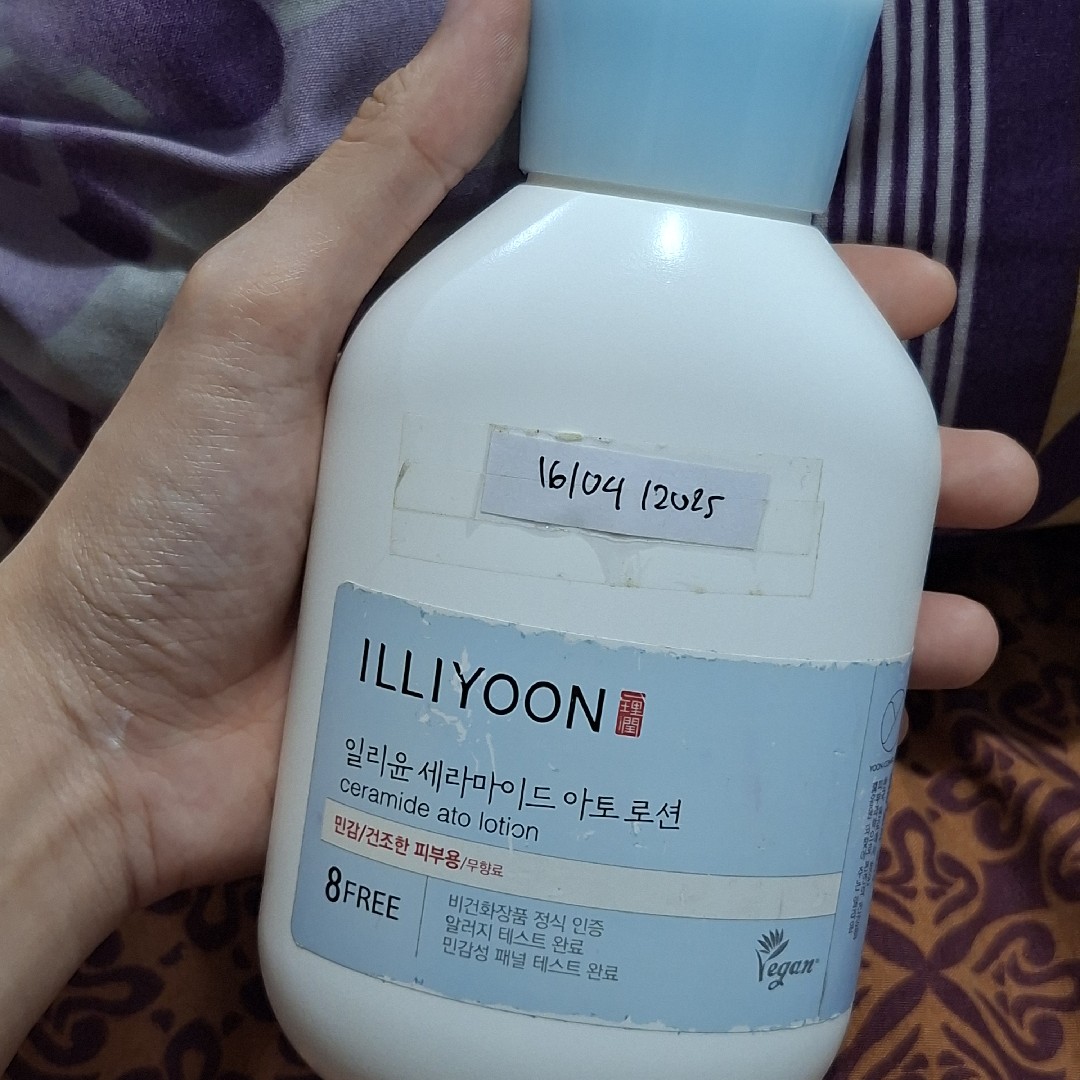 16/04/2025
ILLIYOON
理潤
일리윤 세라마이드 아토 로션
ceramide ato lotion
민감/건조한 피부용/무향료
8FREE
비건화장품 정식 인증
알러지 테스트 완료
민감성 패널 테스트 완료
Vegan